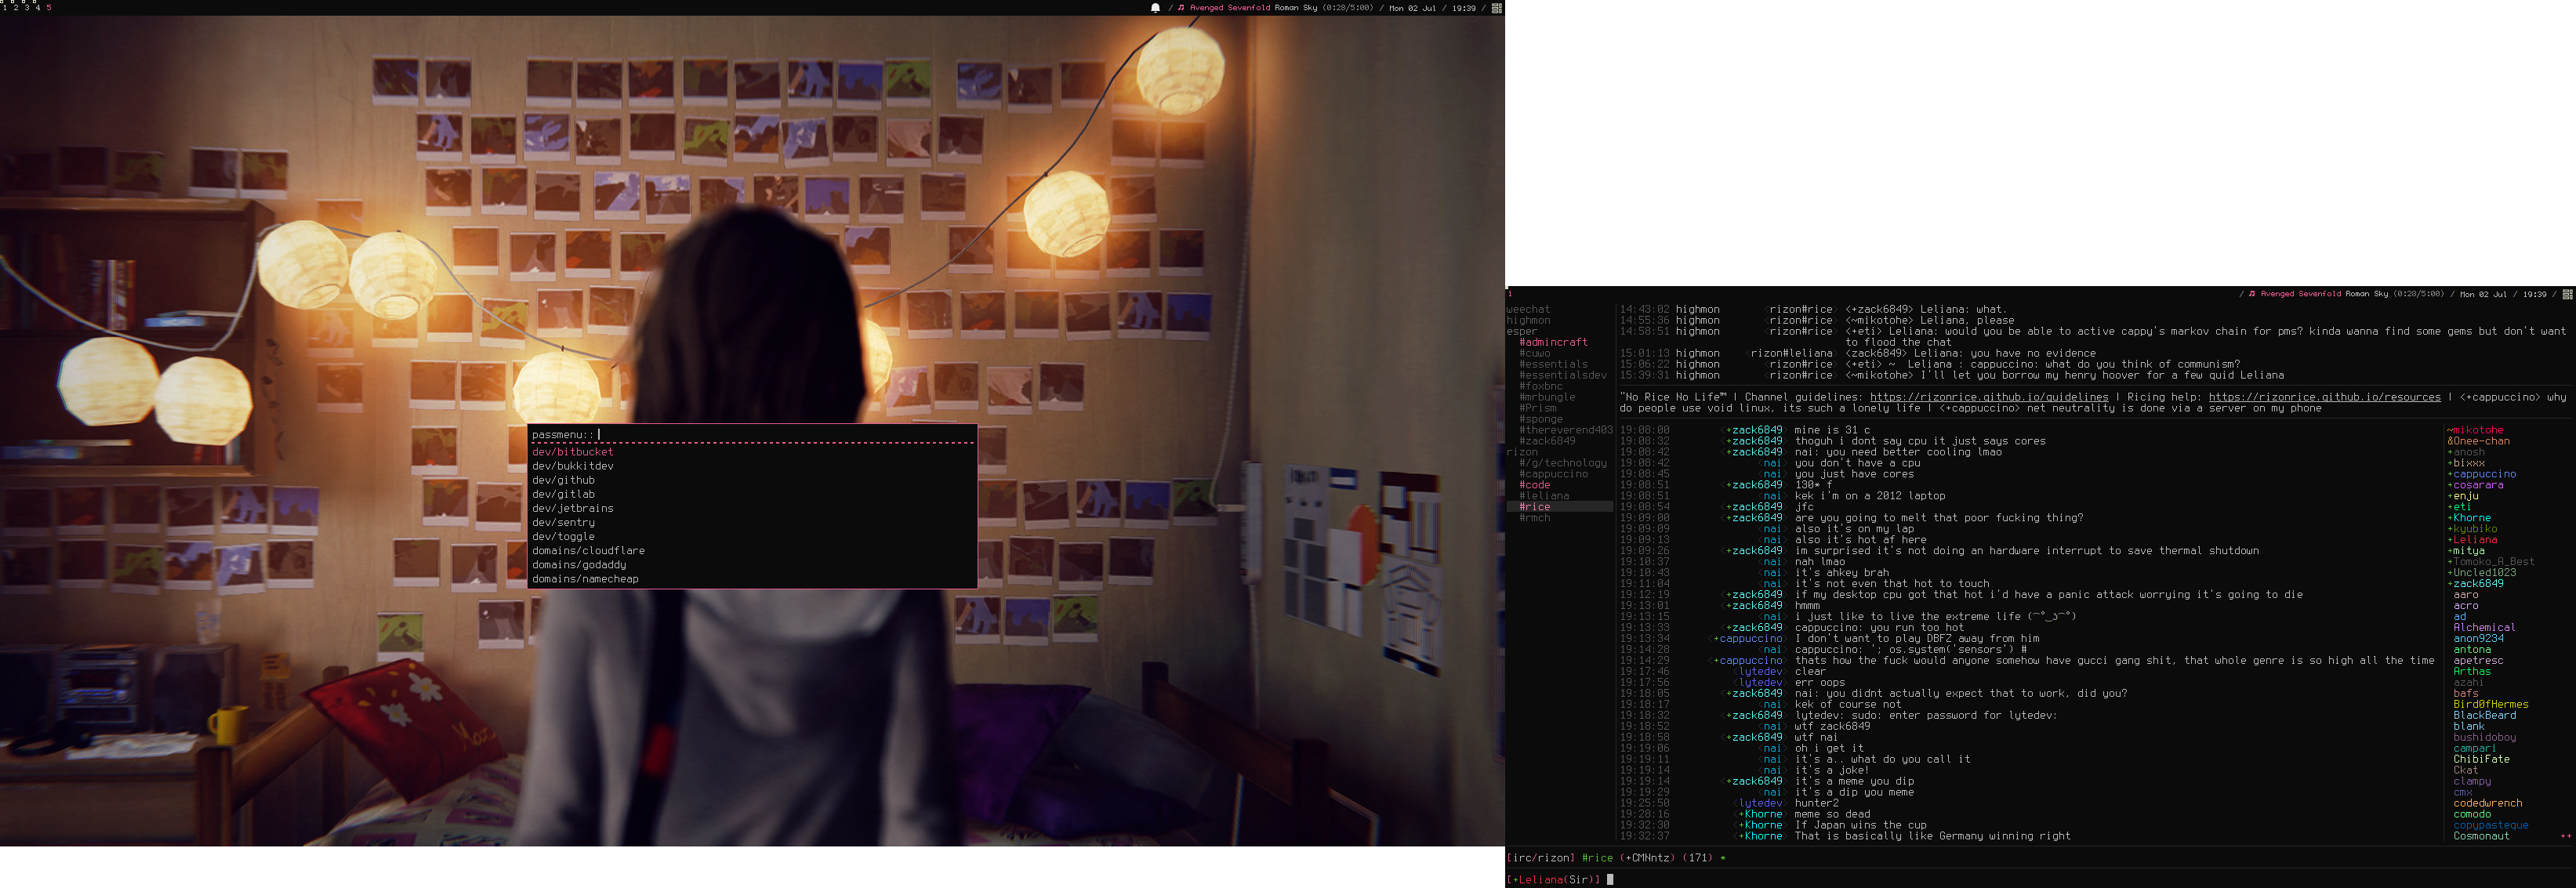 1 2 3 4 5
/ ♫ Avenged Sevenfold Roman Sky (0:28/5:00) / Mon 02 Jul / 19:39 /
passmenu::
dev/bitbucket
dev/bukkitdev
dev/github
dev/gitlab
dev/jetbrains
dev/sentry
dev/toggle
domains/cloudflare
domains/godaddy
domains/namecheap
1
/ ♫ Avenged Sevenfold Roman Sky (0:28/5:00) / Mon 02 Jul / 19:39 /
weechat
highmon
esper
#admincraft
#cuwo
#essentials
#essentialsdev
#foxbnc
#mrbungle
#Prism
#sponge
#thereverend403
#zack6849
rizon
#/g/technology
#cappuccino
#code
#leliana
#rice
#rmch
14:43:02 highmon <rizon#rice> <+zack6849> Leliana: what.
14:55:36 highmon <rizon#rice> <~mikotohe> Leliana, please
14:58:51 highmon <rizon#rice> <+eti> Leliana: would you be able to active cappy's markov chain for pms? kinda wanna find some gems but don't want
to flood the chat
15:01:13 highmon <rizon#leliana> <zack6849> Leliana: you have no evidence
15:06:22 highmon <rizon#rice> <+eti> ~ Leliana : cappuccino: what do you think of communism?
15:39:31 highmon <rizon#rice> <~mikotohe> I'll let you borrow my henry hoover for a few quid Leliana
"No Rice No Life™" | Channel guidelines: https://rizonrice.github.io/guidelines | Ricing help: https://rizonrice.github.io/resources | <+cappuccino> why
do people use void linux, its such a lonely life | <+cappuccino> net neutrality is done via a server on my phone
19:08:00 <+zack6849> mine is 31 c
19:08:32 <+zack6849> thoguh i dont say cpu it just says cores
19:08:42 <+zack6849> nai: you need better cooling lmao
19:08:42 <nai> you don't have a cpu
19:08:45 <nai> you just have cores
19:08:51 <+zack6849> 130* f
19:08:51 <nai> kek i'm on a 2012 laptop
19:08:54 <+zack6849> jfc
19:09:00 <+zack6849> are you going to melt that poor fucking thing?
19:09:09 <nai> also it's on my lap
19:09:13 <nai> also it's hot af here
19:09:26 <+zack6849> im surprised it's not doing an hardware interrupt to save thermal shutdown
19:10:37 <nai> nah lmao
19:10:43 <nai> it's ahkey brah
19:11:04 <nai> it's not even that hot to touch
19:12:19 <+zack6849> if my desktop cpu got that hot i'd have a panic attack worrying it's going to die
19:13:01 <+zack6849> hmmm
19:13:15 <nai> i just like to live the extreme life ( ͡° ͜ʖ ͡°)
19:13:33 <+zack6849> cappuccino: you run too hot
19:13:34 <+cappuccino> I don't want to play DBFZ away from him
19:14:28 <nai> cappuccino: '; os.system('sensors') #
19:14:29 <+cappuccino> thats how the fuck would anyone somehow have gucci gang shit, that whole genre is so high all the time
19:17:46 <lytedev> clear
19:17:56 <lytedev> err oops
19:18:05 <+zack6849> nai: you didnt actually expect that to work, did you?
19:18:17 <nai> kek of course not
19:18:32 <+zack6849> lytedev: sudo: enter password for lytedev:
19:18:52 <nai> wtf zack6849
19:18:58 <+zack6849> wtf nai
19:19:06 <nai> oh i get it
19:19:11 <nai> it's a.. what do you call it
19:19:14 <nai> it's a joke!
19:19:14 <+zack6849> it's a meme you dip
19:19:29 <nai> it's a dip you meme
19:25:50 <lytedev> hunter2
19:28:16 <+Khorne> meme so dead
19:32:30 <+Khorne> If Japan wins the cup
19:32:37 <+Khorne> That is basically like Germany winning right
~mikotohe
&Onee-chan
+anosh
+bixxx
+cappuccino
+cosarara
+enju
+eti
+Khorne
+kyubiko
+Leliana
+mitya
+Tomoko_A_Best
+Uncled1023
+zack6849
aaro
acro
ad
Alchemical
anon9234
antona
apetresc
Arthas
azahi
bafs
Bird0fHermes
BlackBeard
blank
bushidoboy
campari
ChibiFate
Ckat
clampy
cmx
codedwrench
comodo
copypasteque
Cosmonaut ++
[irc/rizon] #rice (+CMNntz) (171) *
[+Leliana(Sir)]